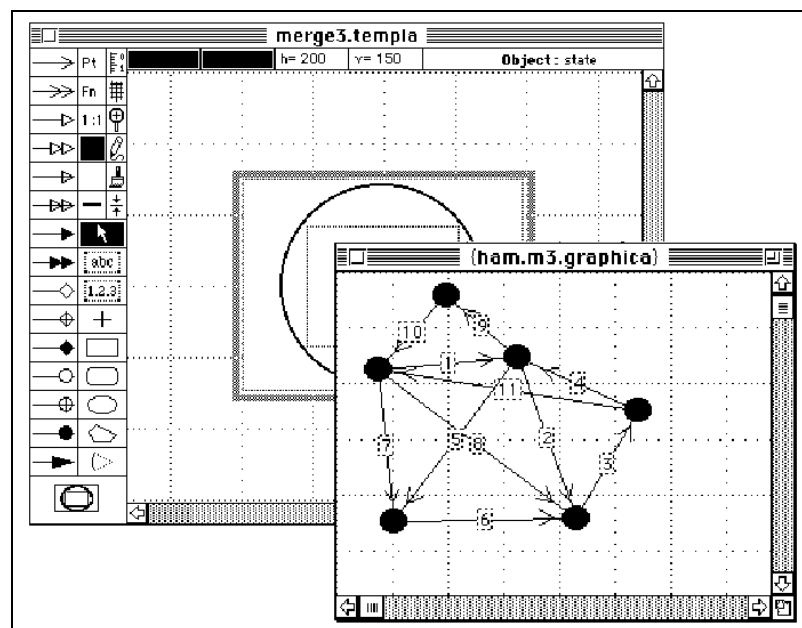 merge3.templa
Pt
h= 200
v= 150
Object : state
Fn
1:1
abc
1.2.3
(ham.m3.graphica)
10
9
1
11
4
7
5
8
2
3
6